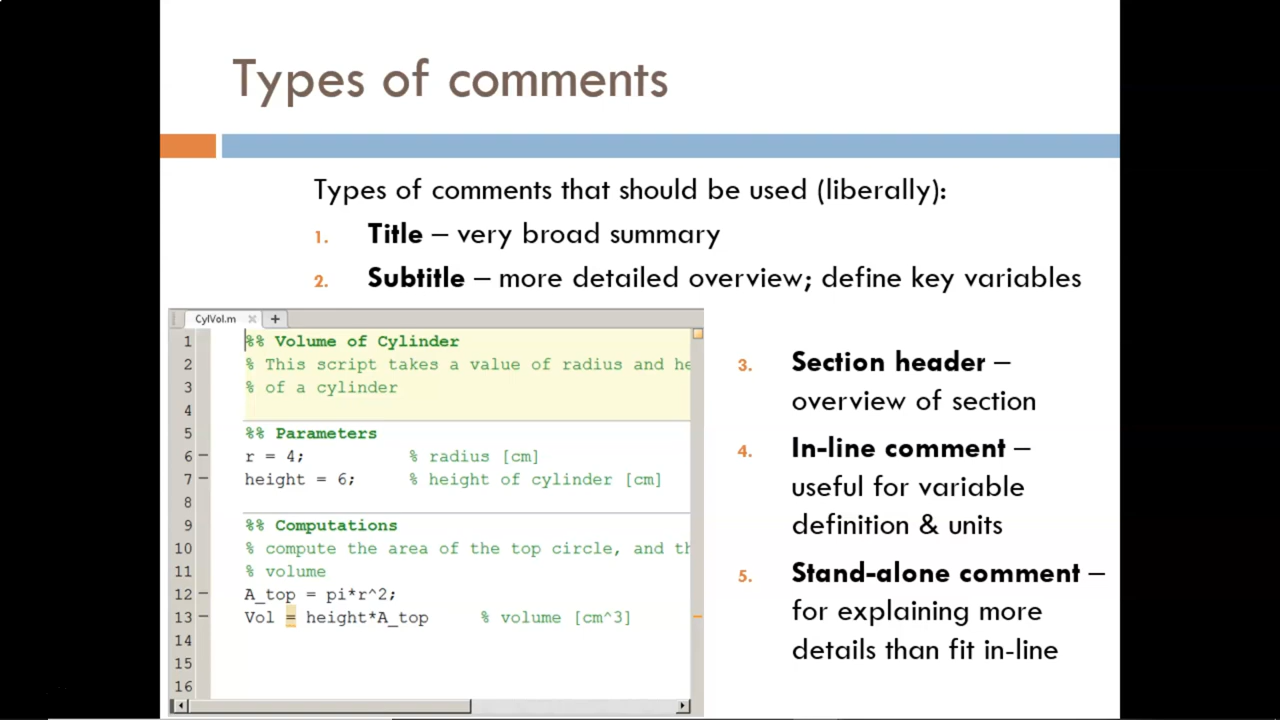 Types of comments
Types of comments that should be used (liberally):
1. Title – very broad summary
2. Subtitle – more detailed overview; define key variables
CylVol.m
1 %% Volume of Cylinder
2 % This script takes a value of radius and
3 % of a cylinder
4
5 %% Parameters
6 r = 4; % radius [cm]
7 height = 6; % height of cylinder [cm]
8
9 %% Computations
10 % compute the area of the top circle, and
11 % volume
12 A_top = pi*r^2;
13 Vol = height*A_top % volume [cm^3]
14
15
16
3. Section header –
overview of section
4. In-line comment –
useful for variable
definition & units
5. Stand-alone comment –
for explaining more
details than fit in-line